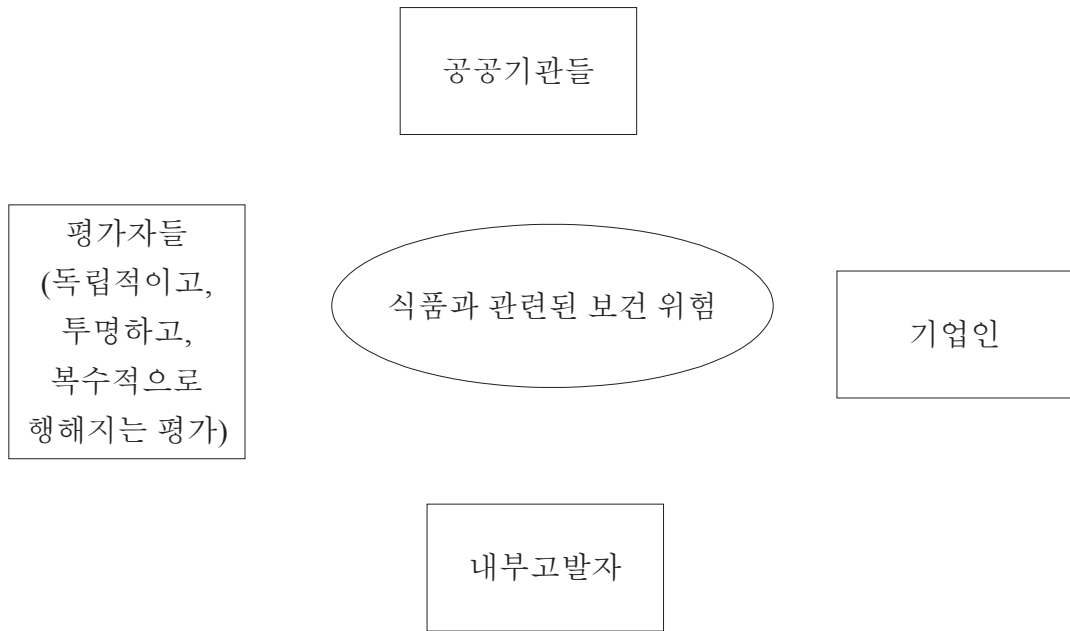 공공기관들
평가자들
(독립적이고,
투명하고,
복수적으로
행해지는 평가)
식품과 관련된 보건 위험
기업인
내부고발자